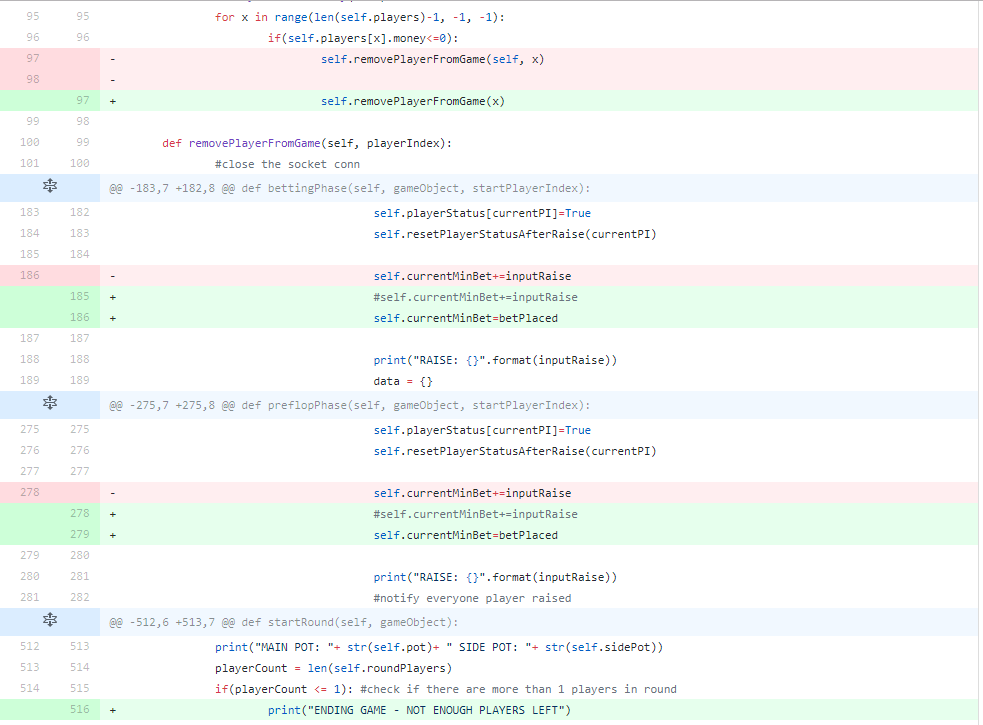 95 95 for x in range(len(self.players)-1, -1, -1):
96 96 if(self.players[x].money<=0):
97 - self.removePlayerFromGame(self, x)
98 -
97 + self.removePlayerFromGame(x)
99 98
100 99 def removePlayerFromGame(self, playerIndex):
101 100 #close the socket conn
@@ -183,7 +182,8 @@ def bettingPhase(self, gameObject, startPlayerIndex):
183 182 self.playerStatus[currentPI]=True
184 183 self.resetPlayerStatusAfterRaise(currentPI)
185 184
186 - self.currentMinBet+=inputRaise
185 + #self.currentMinBet+=inputRaise
186 + self.currentMinBet=betPlaced
187 187
188 188 print("RAISE: {}".format(inputRaise))
189 189 data = {}
@@ -275,7 +275,8 @@ def preflopPhase(self, gameObject, startPlayerIndex):
275 275 self.playerStatus[currentPI]=True
276 276 self.resetPlayerStatusAfterRaise(currentPI)
277 277
278 - self.currentMinBet+=inputRaise
278 + #self.currentMinBet+=inputRaise
279 + self.currentMinBet=betPlaced
279 280
280 281 print("RAISE: {}".format(inputRaise))
281 282 #notify everyone player raised
@@ -512,6 +513,7 @@ def startRound(self, gameObject):
512 513 print("MAIN POT: "+ str(self.pot)+ " SIDE POT: "+ str(self.sidePot))
513 514 playerCount = len(self.roundPlayers)
514 515 if(playerCount <= 1): #check if there are more than 1 players in round
516 + print("ENDING GAME - NOT ENOUGH PLAYERS LEFT")